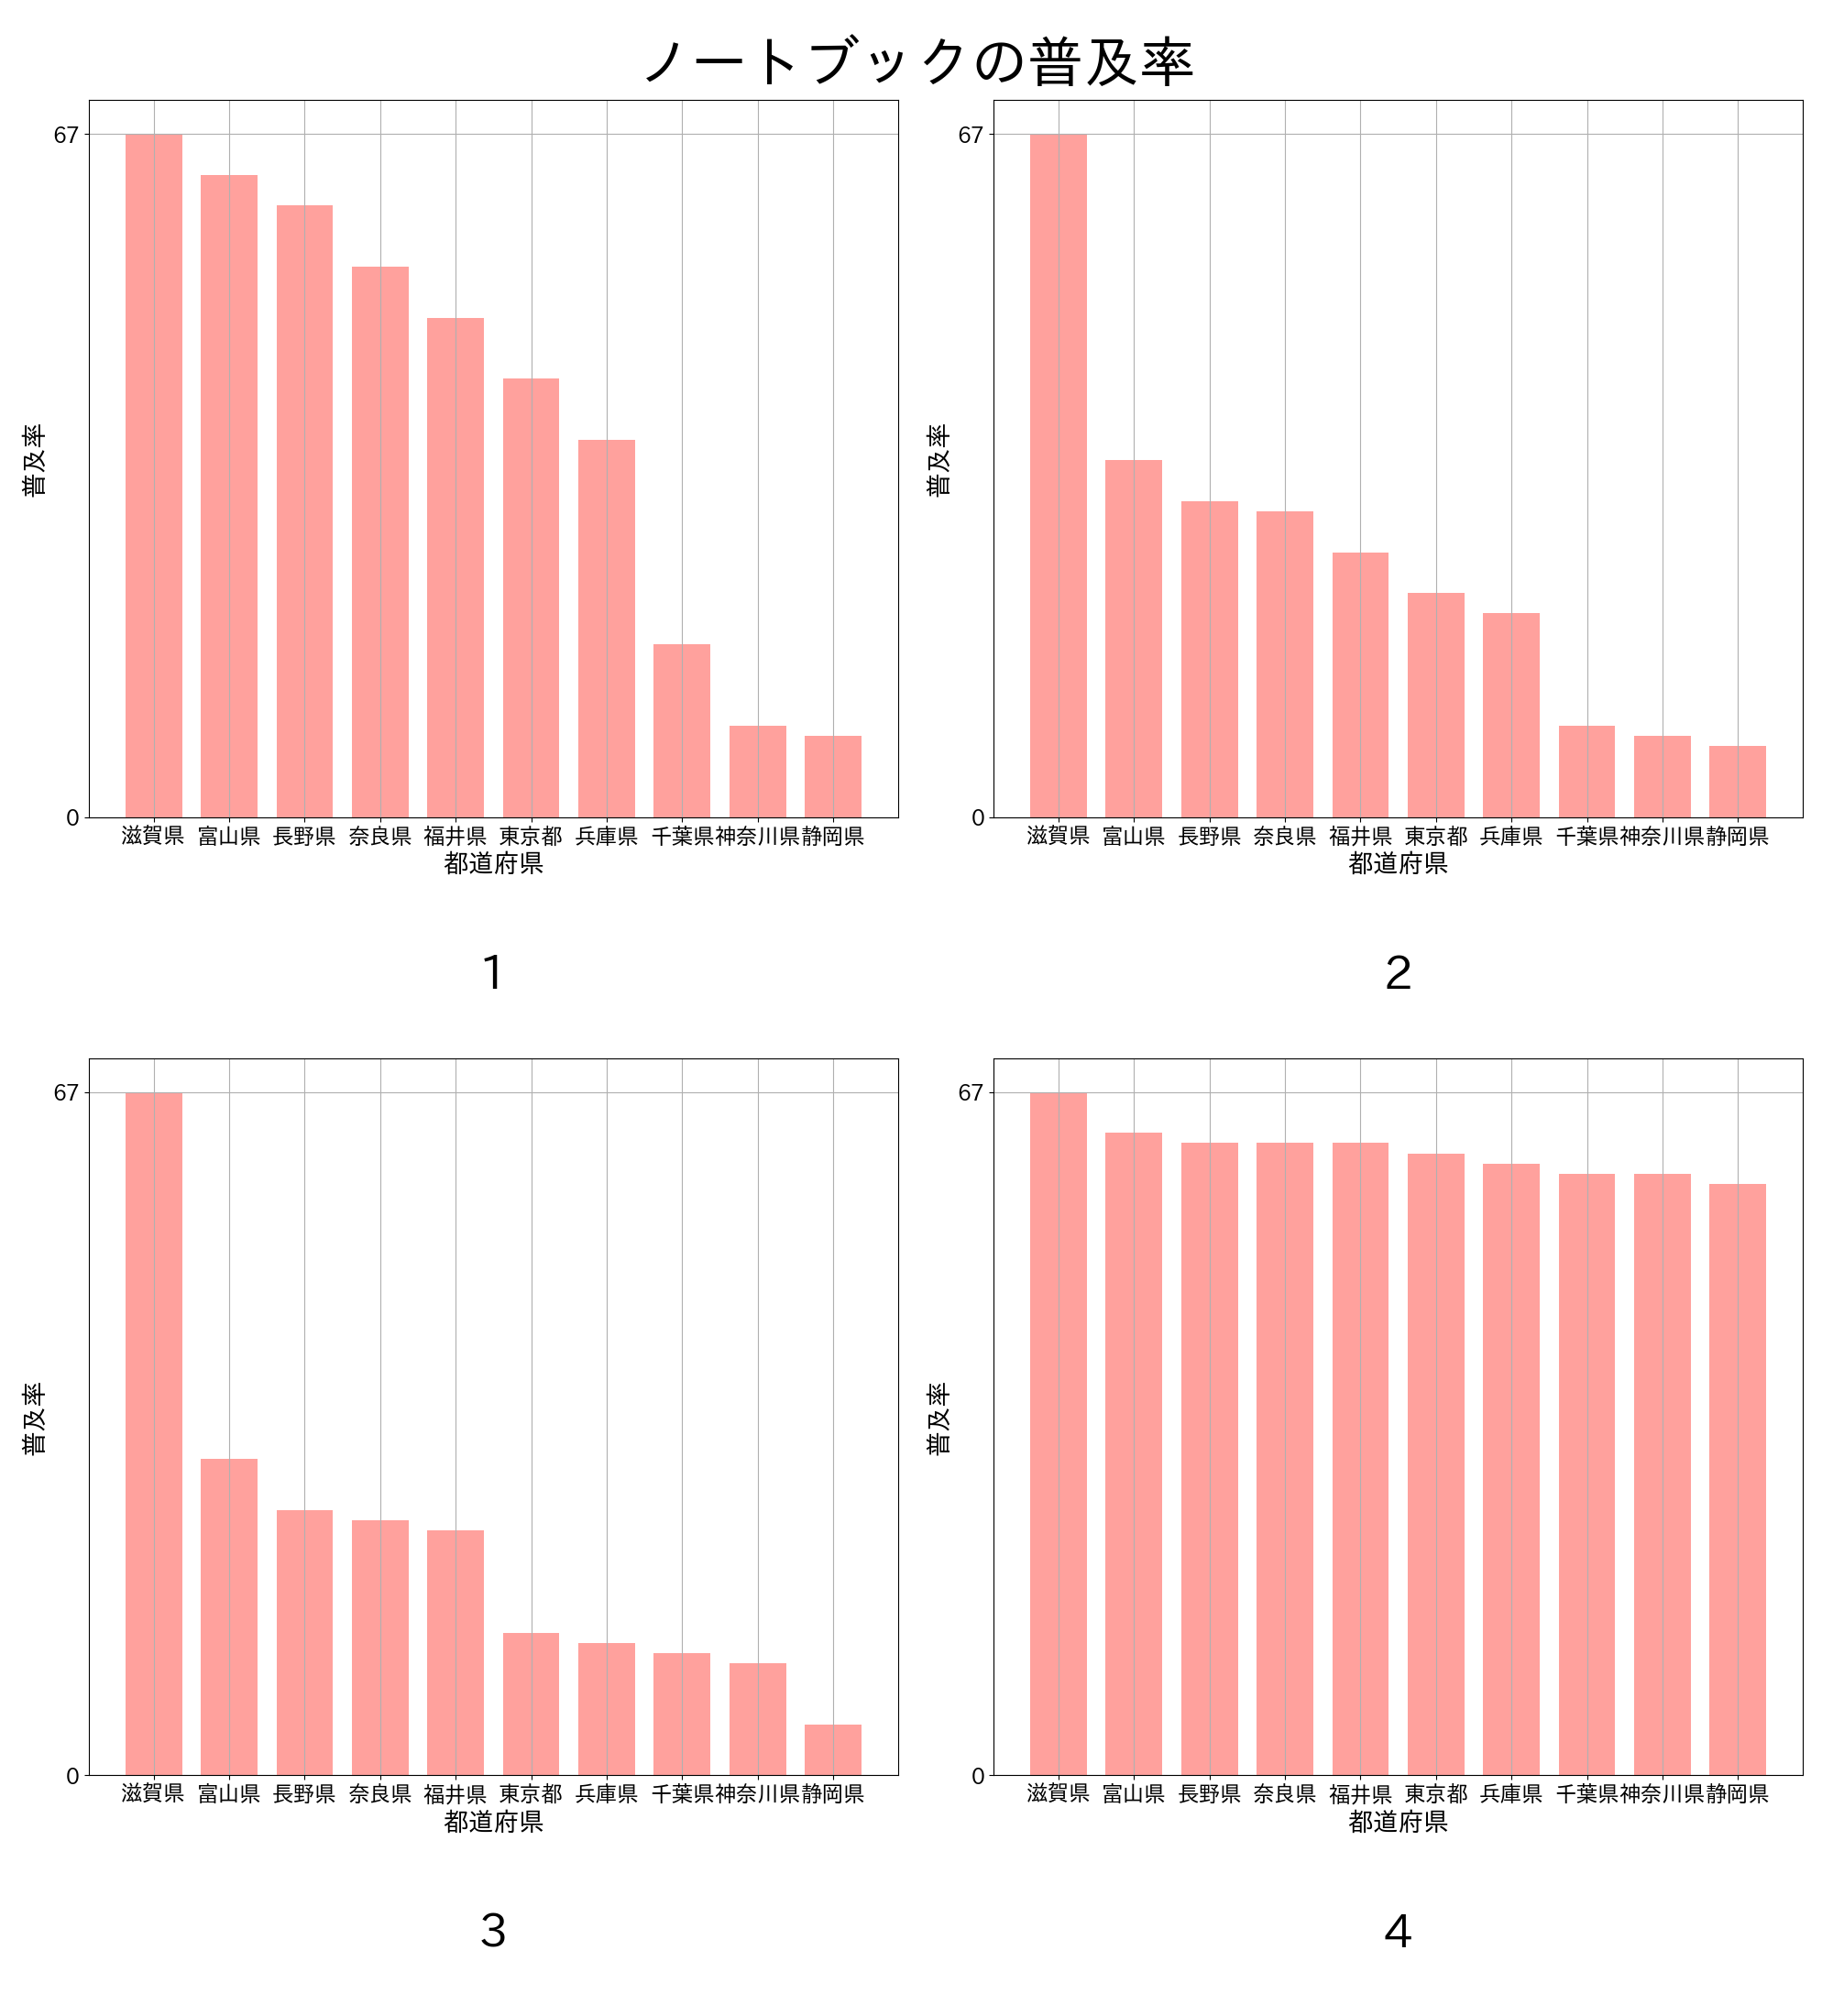 ノートブックの普及率
67
0
普及率
滋賀県 富山県 長野県 奈良県 福井県 東京都 兵庫県 千葉県 神奈川県 静岡県
都道府県
1
67
0
普及率
滋賀県 富山県 長野県 奈良県 福井県 東京都 兵庫県 千葉県 神奈川県 静岡県
都道府県
2
67
0
普及率
滋賀県 富山県 長野県 奈良県 福井県 東京都 兵庫県 千葉県 神奈川県 静岡県
都道府県
3
67
0
普及率
滋賀県 富山県 長野県 奈良県 福井県 東京都 兵庫県 千葉県 神奈川県 静岡県
都道府県
4